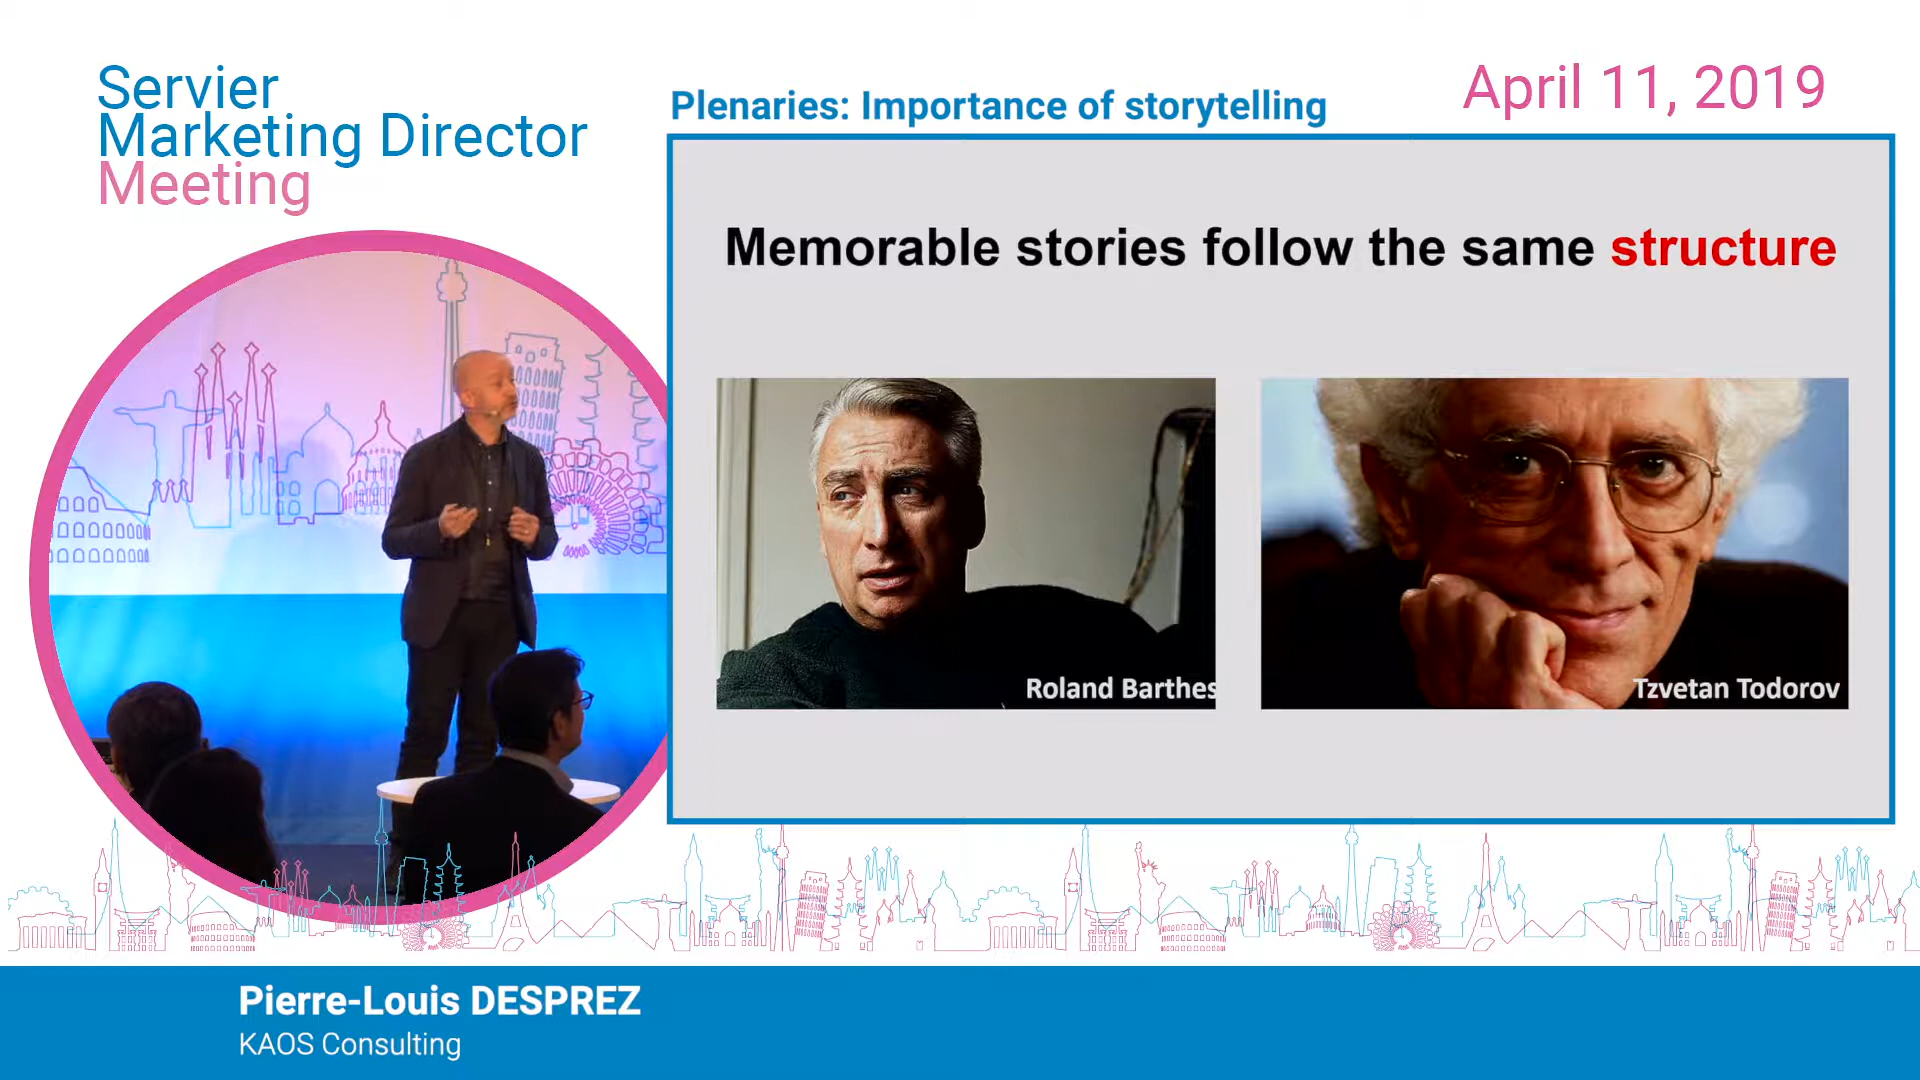 Servier
Marketing Director
Meeting
Plenaries: Importance of storytelling
April 11, 2019
Memorable stories follow the same structure
Roland Barthes
Tzvetan Todorov
Pierre-Louis DESPREZ
KAOS Consulting